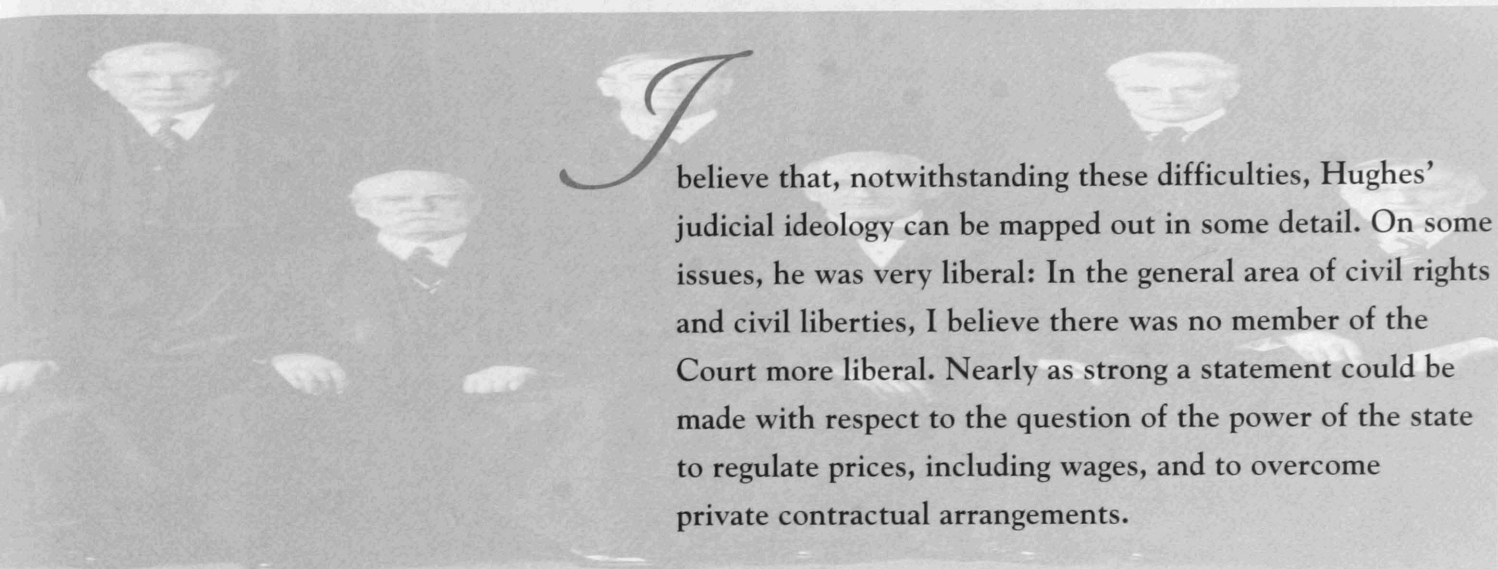 I believe that, notwithstanding these difficulties, Hughes’
judicial ideology can be mapped out in some detail. On some
issues, he was very liberal: In the general area of civil rights
and civil liberties, I believe there was no member of the
Court more liberal. Nearly as strong a statement could be
made with respect to the question of the power of the state
to regulate prices, including wages, and to overcome
private contractual arrangements.